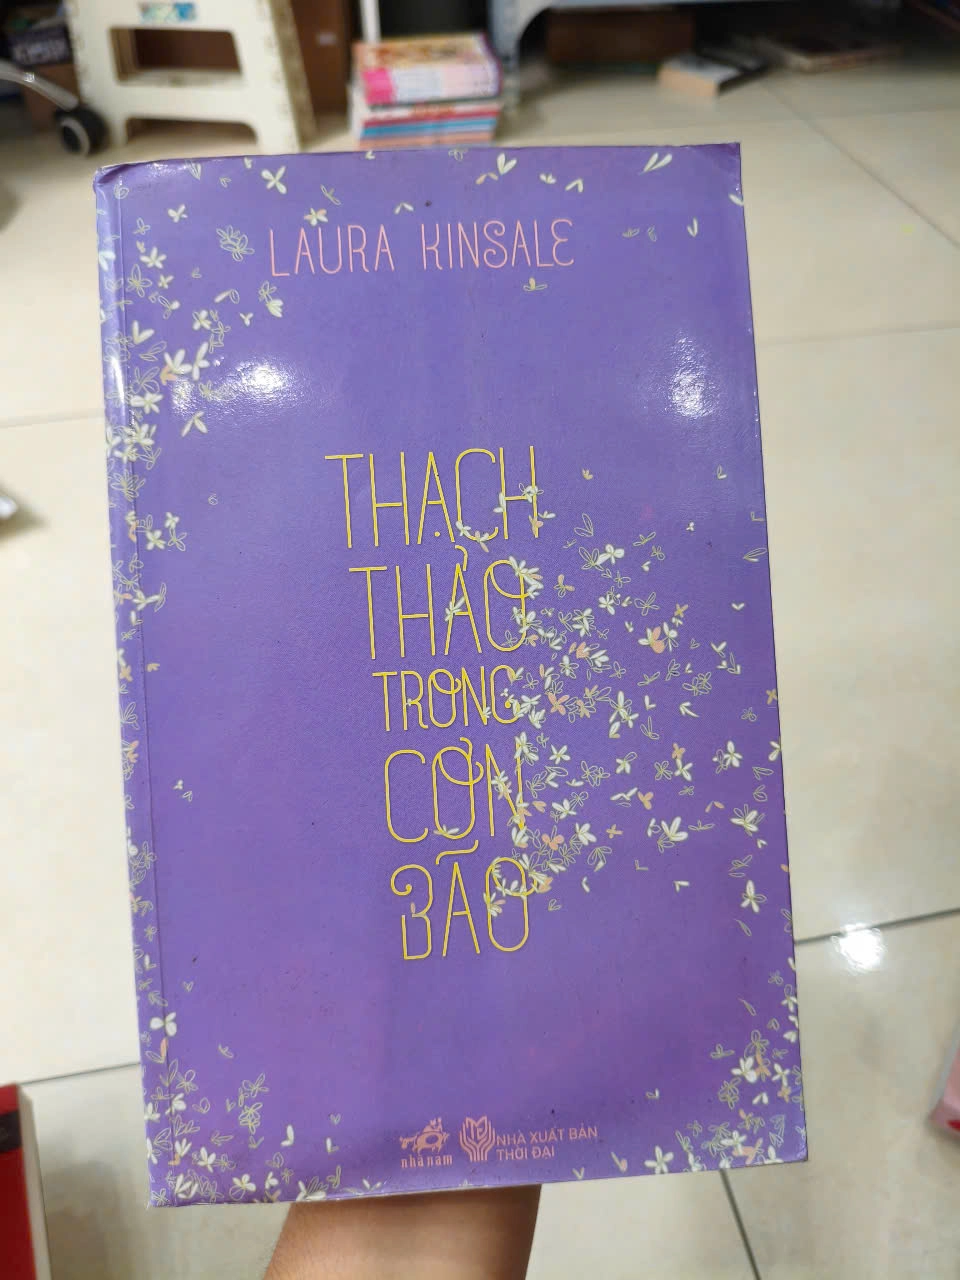 LAURA KINSALE
THẠCH
THẢO
TRONG
CƠN
BÃO
nhã nam
NHÀ XUẤT BẢN
THỜI ĐẠI